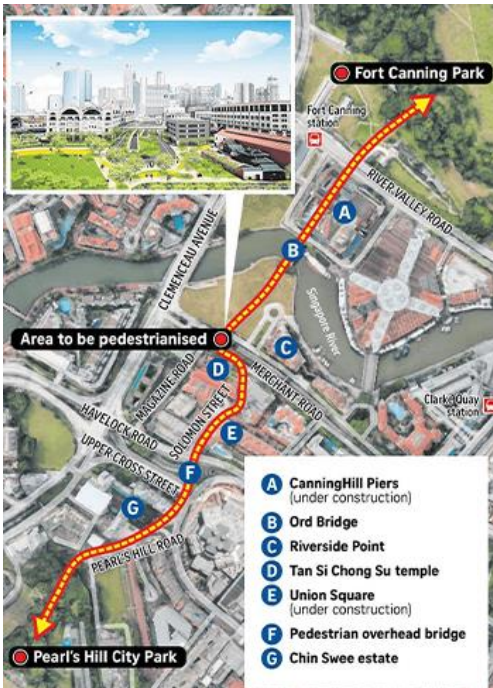 Fort Canning Park
Fort Canning
station
RIVER VALLEY ROAD
A
B
CLEMENCEAU AVENUE
Singapore River
Area to be pedestrianised
C
MERCHANT ROAD
D
MAGAZINE ROAD
SOLOMON STREET
Clarke Quay
station
HAVELOCK ROAD
E
UPPER CROSS STREET
F
G
PEARL'S HILL ROAD
Pearl's Hill City Park
A CanningHill Piers
(under construction)
B Ord Bridge
C Riverside Point
D Tan Si Chong Su temple
E Union Square
(under construction)
F Pedestrian overhead bridge
G Chin Swee estate